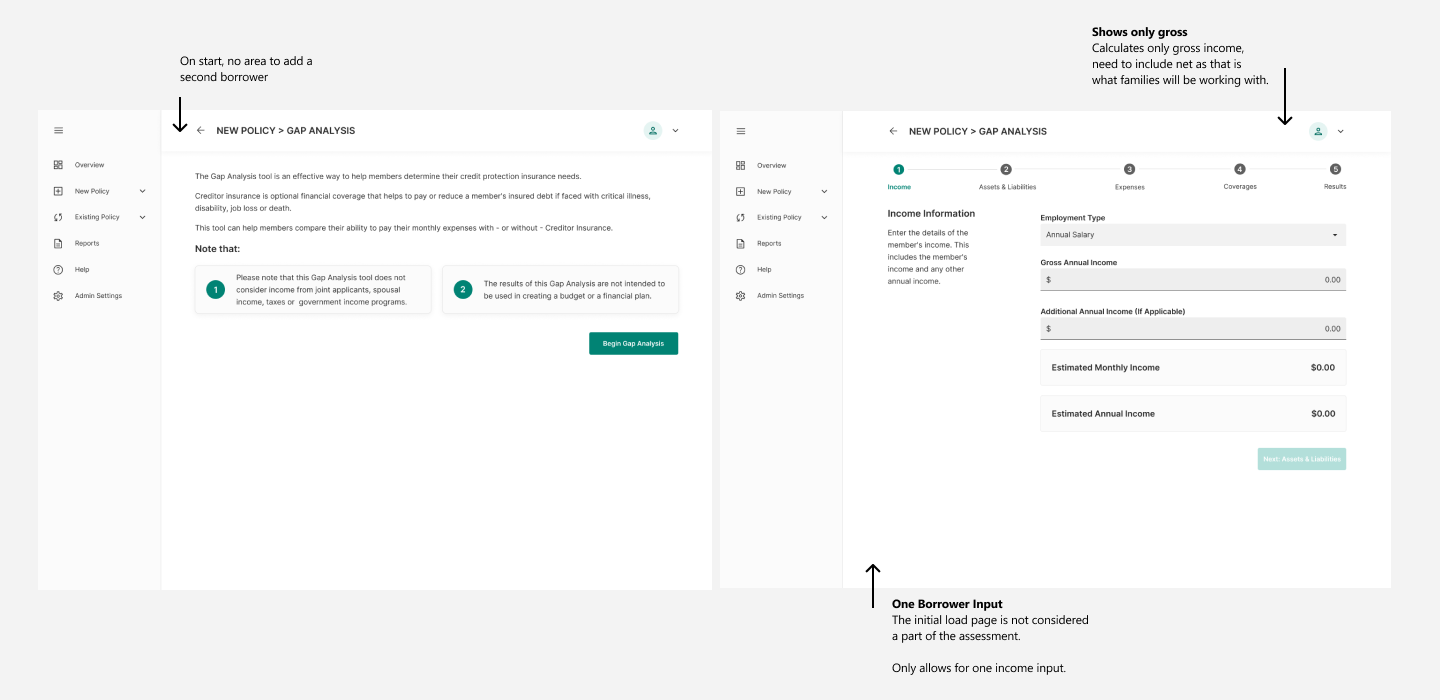 On start, no area to add a
second borrower
Shows only gross
Calculates only gross income,
need to include net as that is
what families will be working with.
NEW POLICY > GAP ANALYSIS
Overview
New Policy
Existing Policy
Reports
Help
Admin Settings
The Gap Analysis tool is an effective way to help members determine their credit protection insurance needs.
Creditor insurance is optional financial coverage that helps to pay or reduce a member's insured debt if faced with critical illness,
disability, job loss or death.
This tool can help members compare their ability to pay their monthly expenses with - or without - Creditor Insurance.
Note that:
1
Please note that this Gap Analysis tool does not
consider income from joint applicants, spousal
income, taxes or government income programs.
2
The results of this Gap Analysis are not intended to
be used in creating a budget or a financial plan.
Begin Gap Analysis
NEW POLICY > GAP ANALYSIS
Overview
New Policy
Existing Policy
Reports
Help
Admin Settings
1
2
3
4
5
Income
Assets & Liabilities
Expenses
Coverages
Results
Income Information
Enter the details of the
member's income. This
includes the member's
income and any other
annual income.
Employment Type
Annual Salary
Gross Annual Income
$ 0.00
Additional Annual Income (If Applicable)
$ 0.00
Estimated Monthly Income $0.00
Estimated Annual Income $0.00
Next: Assets & Liabilities
One Borrower Input
The initial load page is not considered
a part of the assessment.
Only allows for one income input.